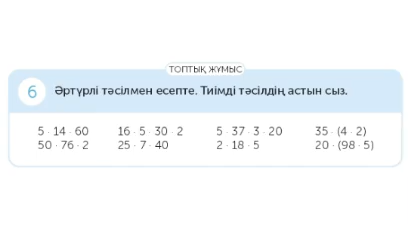 ТОПТЫҚ ЖҰМЫС
6 Әртүрлі тәсілмен есепте. Тиімді тәсілдің астын сыз.
5 · 14 · 60 16 · 5 · 30 · 2 5 · 37 · 3 · 20 35 · (4 · 2)
50 · 76 · 2 25 · 7 · 40 2 · 18 · 5 20 · (98 · 5)